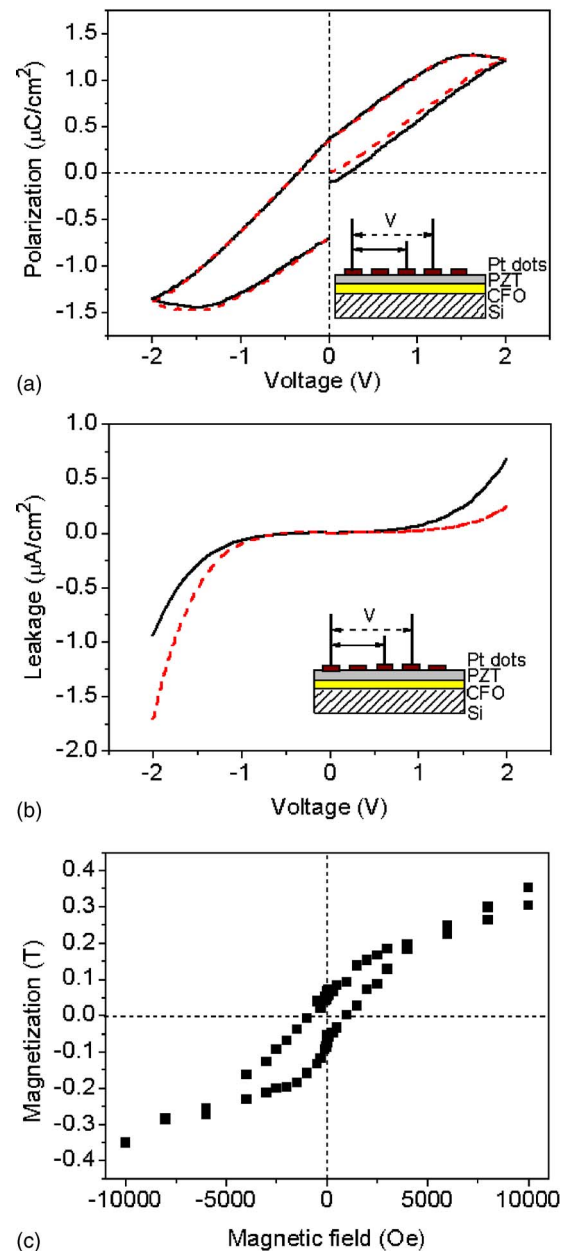 1.5
1.0
0.5
0.0
-0.5
-1.0
-1.5
Polarization (μC/cm²)
V
Pt dots
PZT
CFO
Si
-2 -1 0 1 2
(a) Voltage (V)
1.0
0.5
0.0
-0.5
-1.0
-1.5
-2.0
Leakage (μA/cm²)
V
Pt dots
PZT
CFO
Si
-2 -1 0 1 2
(b) Voltage (V)
0.4
0.3
0.2
0.1
0.0
-0.1
-0.2
-0.3
-0.4
Magnetization (T)
-10000 -5000 0 5000 10000
(c) Magnetic field (Oe)